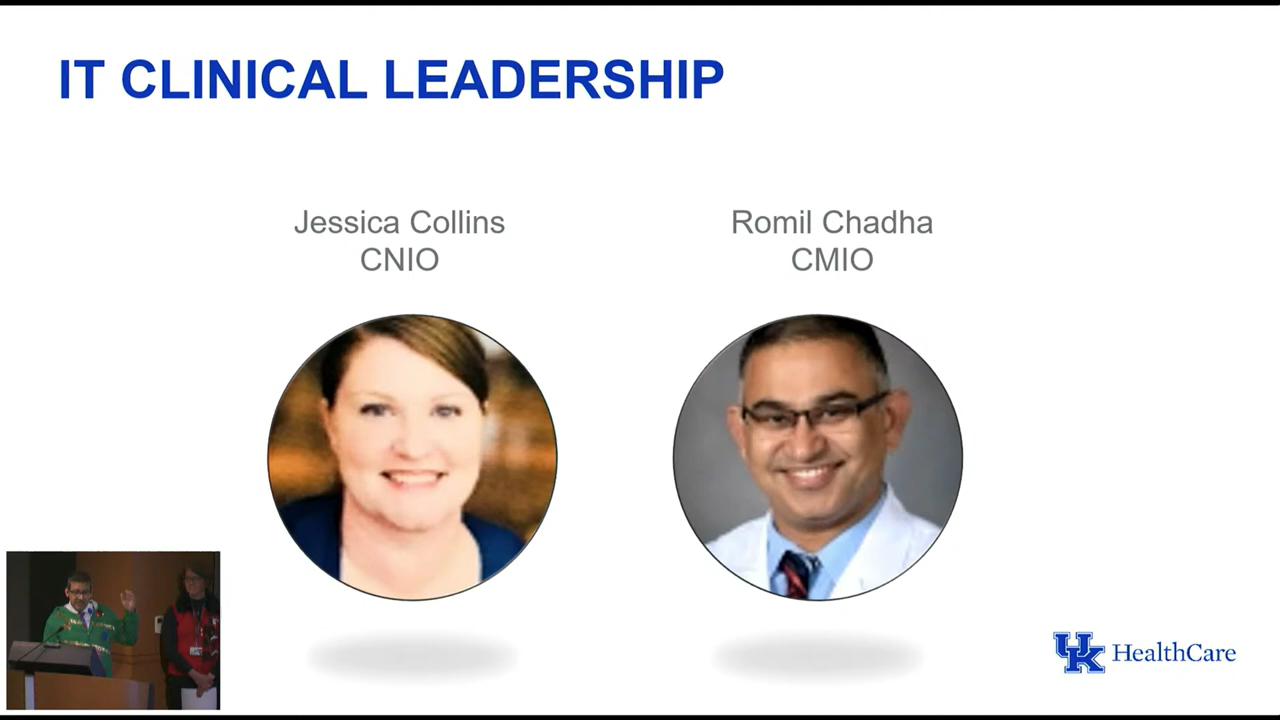 IT CLINICAL LEADERSHIP
Jessica Collins
CNIO
Romil Chadha
CMIO
UK HealthCare